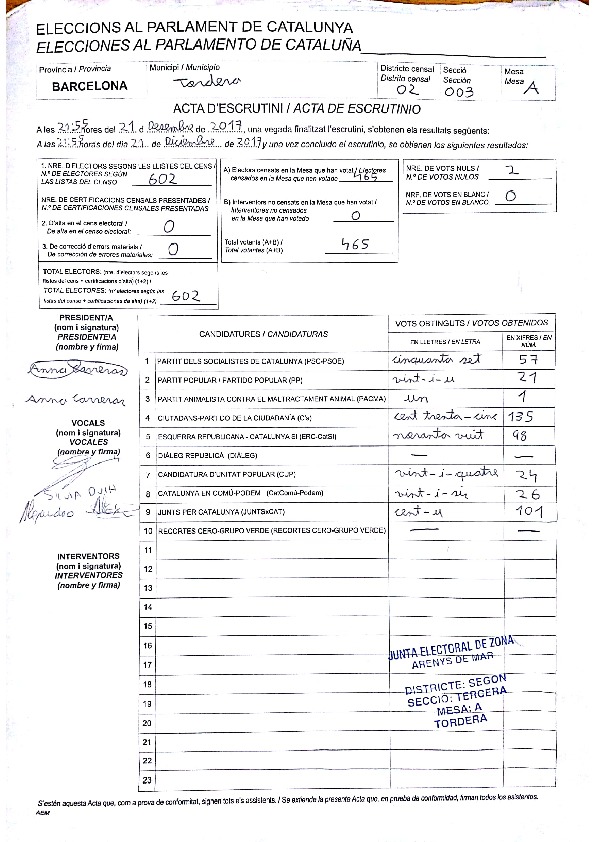 ELECCIONS AL PARLAMENT DE CATALUNYA
ELECCIONES AL PARLAMENTO DE CATALUÑA
Província / Provincia
BARCELONA
Municipi / Municipio
Tordera
Districte censal
Distrito censal
02
Secció
Sección
003
Mesa
Mesa
A
ACTA D'ESCRUTINI / ACTA DE ESCRUTINIO
A les 21:55 hores del 21 d Desembre de 2017, una vegada finalitzat l'escrutini, s'obtenen els resultats següents:
A las 21:55 horas del día 21 de Diciembre de 2017 y una vez concluido el escrutinio, se obtienen los siguientes resultados:
1. NRE. D'ELECTORS SEGONS LES LLISTES DEL CENS /
N.º DE ELECTORES SEGÚN
LAS LISTAS DEL CENSO 602
NRE. DE CERTIFICACIONS CENSALS PRESENTADES /
N.º DE CERTIFICACIONES CENSALES PRESENTADAS
2. D'alta en el cens electoral /
De alta en el censo electoral: 0
3. De correcció d'errors materials /
De corrección de errores materiales: 0
TOTAL ELECTORS: (nre. d'electors segons les
llistes del cens + certificacions d'alta) (1+2) /
TOTAL ELECTORES: (nº electores según las
listas del censo + certificaciones de alta) (1+2) 602
A) Electors censats en la Mesa que han votat / Electores
censados en la Mesa que han votado 465
B) Interventors no censats en la Mesa que han votat /
Interventores no censados
en la Mesa que han votado 0
Total votants (A+B) /
Total votantes (A+B) 465
NRE. DE VOTS NULS /
N.º DE VOTOS NULOS 2
NRE. DE VOTS EN BLANC /
N.º DE VOTOS EN BLANCO 0
PRESIDENT/A
(nom i signatura)
PRESIDENTE/A
(nombre y firma)
Anna Carreras
Anna Carreras
VOCALS
(nom i signatura)
VOCALES
(nombre y firma)
INTERVENTORS
(nom i signatura)
INTERVENTORES
(nombre y firma)
CANDIDATURES / CANDIDATURAS
VOTS OBTINGUTS / VOTOS OBTENIDOS
EN LLETRES / EN LETRA
EN XIFRES / EN NÚM.
1 PARTIT DELS SOCIALISTES DE CATALUNYA (PSC-PSOE) cinquanta set 57
2 PARTIT POPULAR / PARTIDO POPULAR (PP) vint-i-u 21
3 PARTIT ANIMALISTA CONTRA EL MALTRACTAMENT ANIMAL (PACMA) un 1
4 CIUTADANS-PARTIDO DE LA CIUDADANÍA (C's) cent trenta-cinc 135
5 ESQUERRA REPUBLICANA - CATALUNYA SI (ERC-CatSI) noranta vuit 98
6 DIÀLEG REPUBLICÀ (DIÀLEG) — —
7 CANDIDATURA D'UNITAT POPULAR (CUP) vint-i-quatre 24
8 CATALUNYA EN COMÚ-PODEM (CatComú-Podem) vint-i-sis 26
9 JUNTS PER CATALUNYA (JUNTSxCAT) cent-u 101
10 RECORTES CERO-GRUPO VERDE (RECORTES CERO-GRUPO VERDE) — —
11
12
13
14
15
16
17
18
19
20
21
22
23
JUNTA ELECTORAL DE ZONA
ARENYS DE MAR
DISTRICTE: SEGON
SECCIÓ: TERCERA
MESA: A
TORDERA
S'estén aquesta Acta que, com a prova de conformitat, signen tots els assistents. / Se extiende la presente Acta que, en prueba de conformidad, firman todos los asistentes.